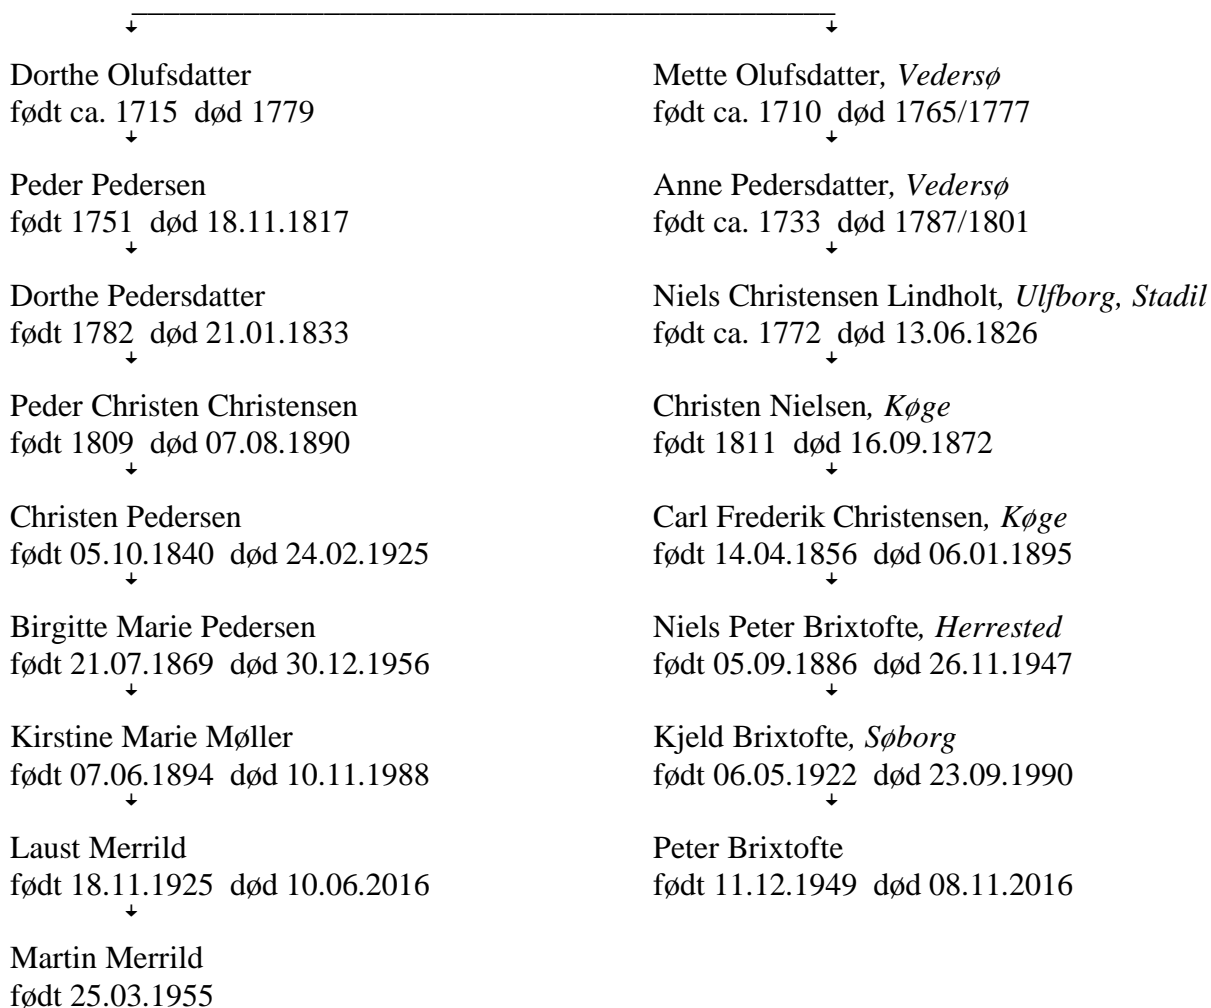 Dorthe Olufsdatter
født ca. 1715 død 1779
Peder Pedersen
født 1751 død 18.11.1817
Dorthe Pedersdatter
født 1782 død 21.01.1833
Peder Christen Christensen
født 1809 død 07.08.1890
Christen Pedersen
født 05.10.1840 død 24.02.1925
Birgitte Marie Pedersen
født 21.07.1869 død 30.12.1956
Kirstine Marie Møller
født 07.06.1894 død 10.11.1988
Laust Merrild
født 18.11.1925 død 10.06.2016
Martin Merrild
født 25.03.1955
Mette Olufsdatter, Vedersø
født ca. 1710 død 1765/1777
Anne Pedersdatter, Vedersø
født ca. 1733 død 1787/1801
Niels Christensen Lindholt, Ulfborg, Stadil
født ca. 1772 død 13.06.1826
Christen Nielsen, Køge
født 1811 død 16.09.1872
Carl Frederik Christensen, Køge
født 14.04.1856 død 06.01.1895
Niels Peter Brixtofte, Herrested
født 05.09.1886 død 26.11.1947
Kjeld Brixtofte, Søborg
født 06.05.1922 død 23.09.1990
Peter Brixtofte
født 11.12.1949 død 08.11.2016